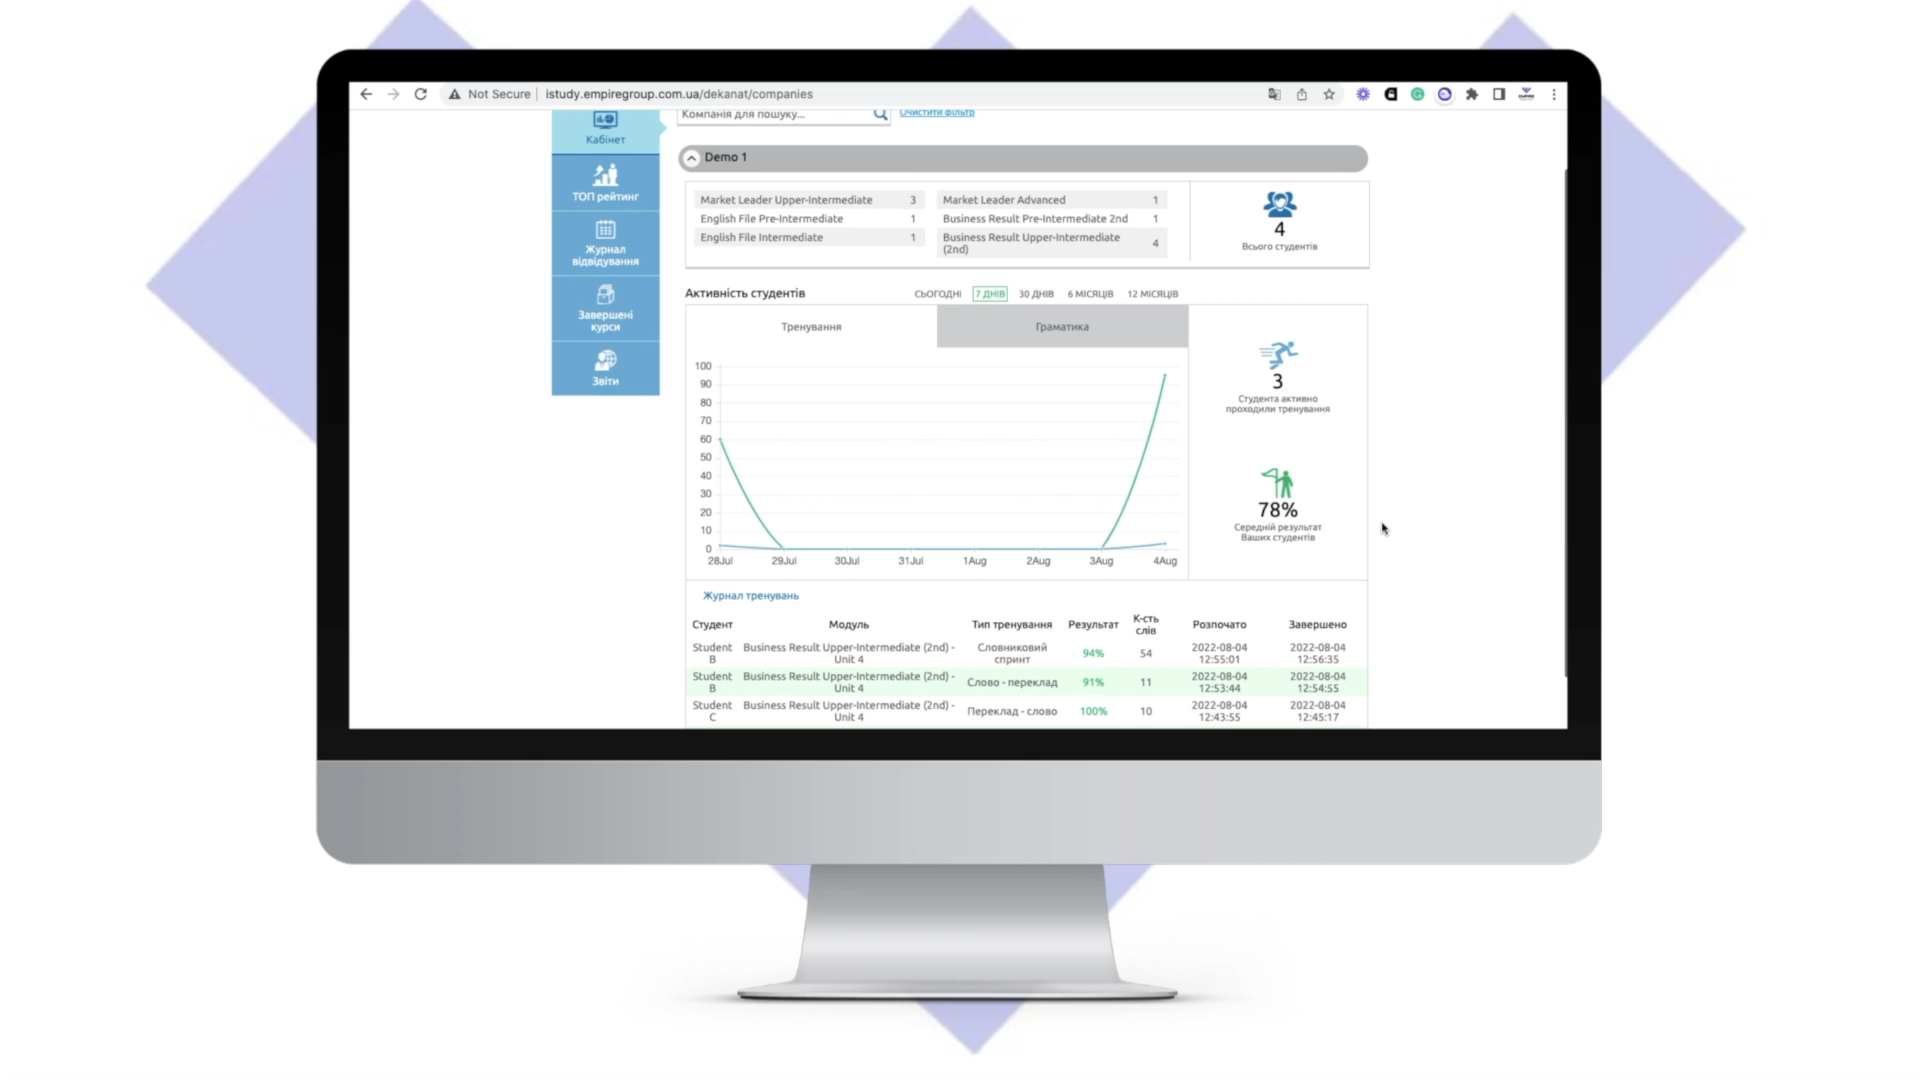 Not Secure
istudy.empiregroup.com.ua/dekanat/companies
Кабінет
ТОП рейтинг
Журнал
відвідування
Завершені
курси
Звіти
Компанія для пошуку...
Очистити фільтр
Demo 1
Market Leader Upper-Intermediate 3
English File Pre-Intermediate 1
English File Intermediate 1
Market Leader Advanced 1
Business Result Pre-Intermediate 2nd 1
Business Result Upper-Intermediate
(2nd) 4
4
Всього студентів
Активність студентів
СЬОГОДНІ 7 ДНІВ 30 ДНІВ 6 МІСЯЦІВ 12 МІСЯЦІВ
Тренування
Граматика
100
90
80
70
60
50
40
30
20
10
0
28Jul 29Jul 30Jul 31Jul 1Aug 2Aug 3Aug 4Aug
3
Студента активно
проходили тренування
78%
Середній результат
Ваших студентів
Журнал тренувань
Студент Модуль Тип тренування Результат К-сть слів Розпочато Завершено
Student B Business Result Upper-Intermediate (2nd) - Unit 4 Словниковий спринт 94% 54 2022-08-04 12:55:01 2022-08-04 12:56:35
Student B Business Result Upper-Intermediate (2nd) - Unit 4 Слово - переклад 91% 11 2022-08-04 12:53:44 2022-08-04 12:54:55
Student C Business Result Upper-Intermediate (2nd) - Unit 4 Переклад - слово 100% 10 2022-08-04 12:43:55 2022-08-04 12:45:17